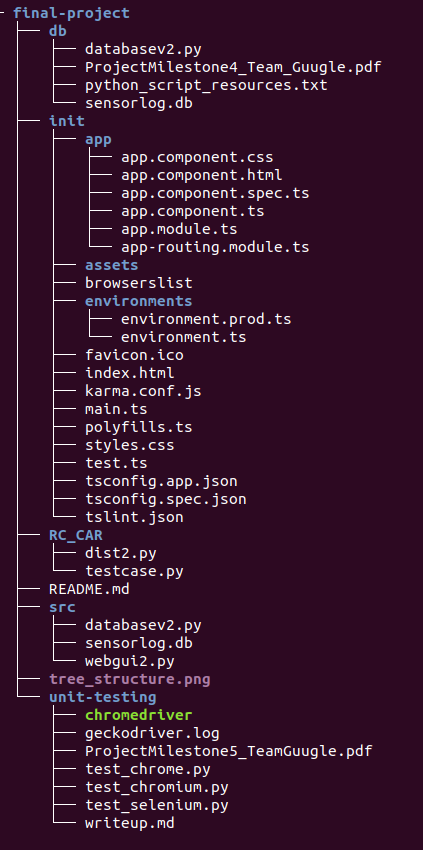 final-project
db
databasev2.py
ProjectMilestone4_Team_Guugle.pdf
python_script_resources.txt
sensorlog.db
init
app
app.component.css
app.component.html
app.component.spec.ts
app.component.ts
app.module.ts
app-routing.module.ts
assets
browserslist
environments
environment.prod.ts
environment.ts
favicon.ico
index.html
karma.conf.js
main.ts
polyfills.ts
styles.css
test.ts
tsconfig.app.json
tsconfig.spec.json
tslint.json
RC_CAR
dist2.py
testcase.py
README.md
src
databasev2.py
sensorlog.db
webgui2.py
tree_structure.png
unit-testing
chromedriver
geckodriver.log
ProjectMilestone5_TeamGuugle.pdf
test_chrome.py
test_chromium.py
test_selenium.py
writeup.md